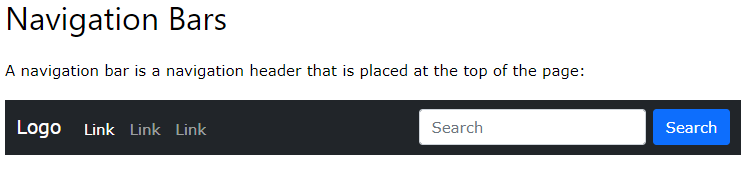 Navigation Bars
A navigation bar is a navigation header that is placed at the top of the page:
Logo Link Link Link Search Search